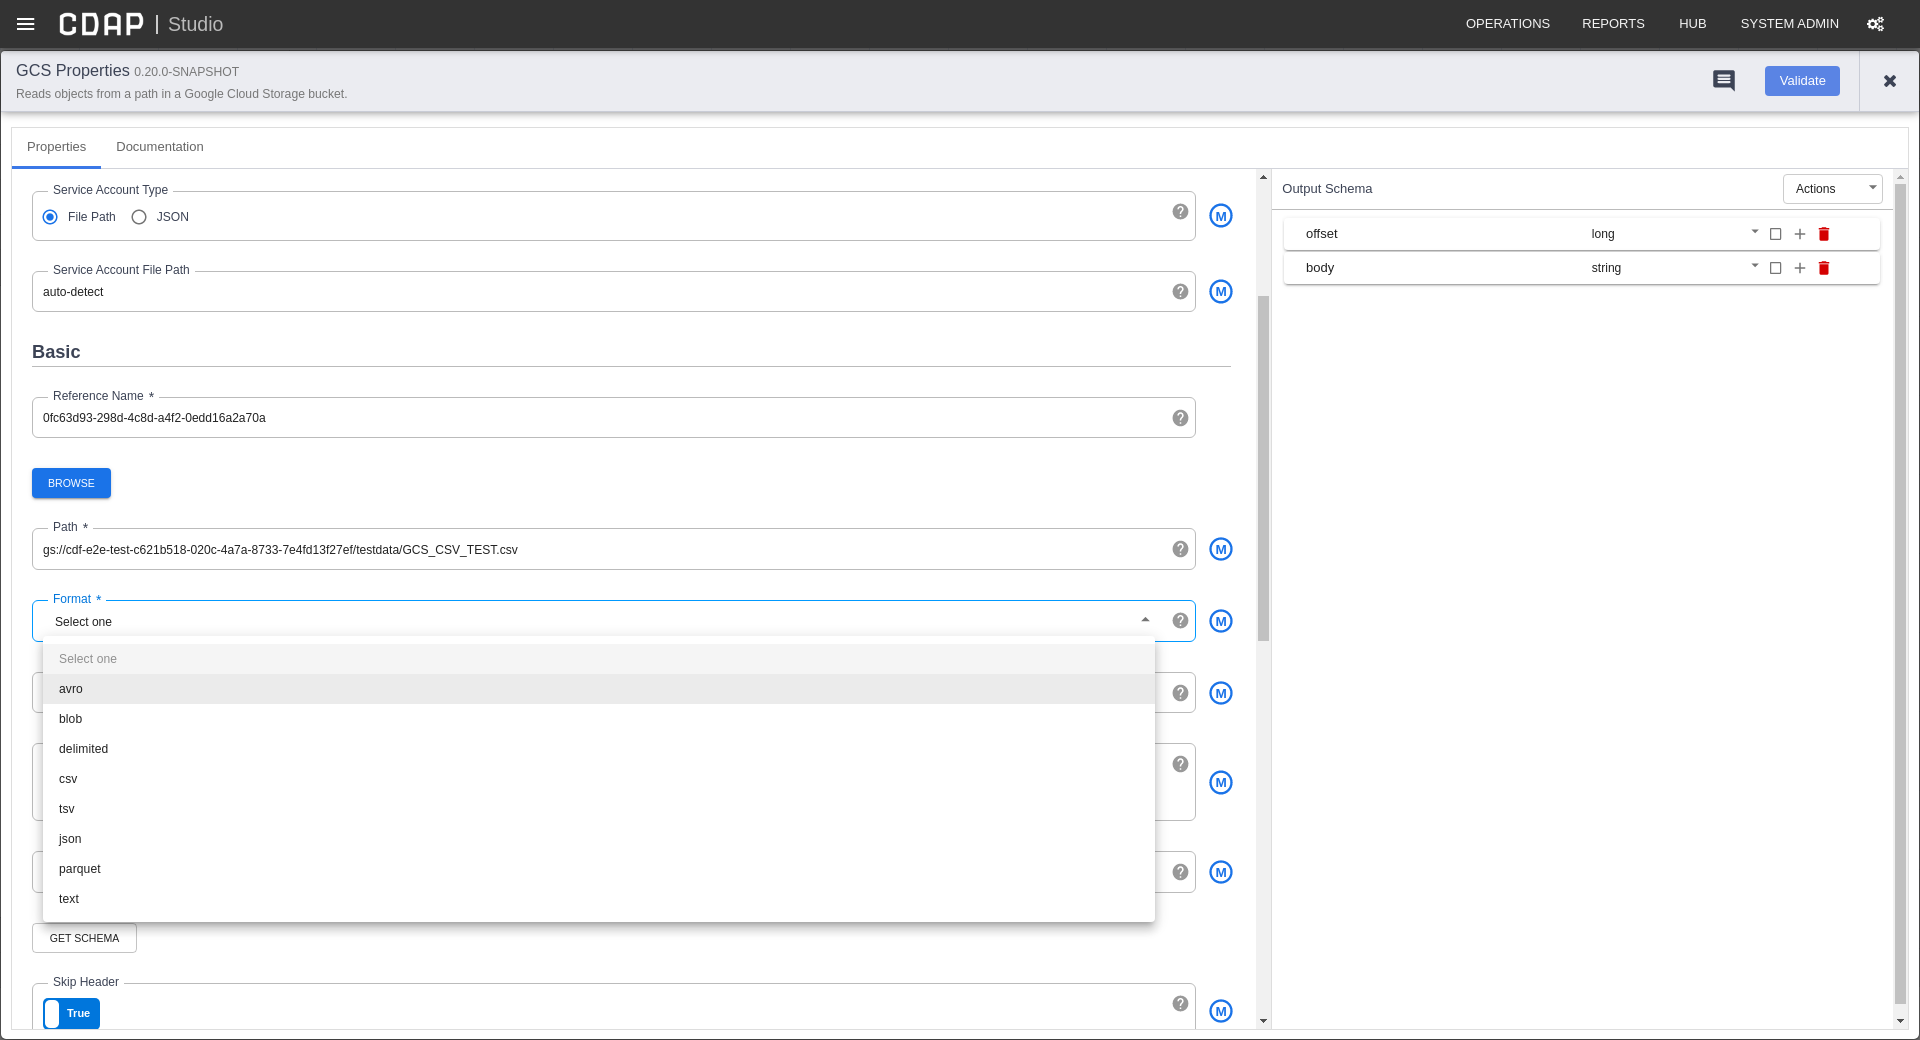 CDAP | Studio
OPERATIONS REPORTS HUB SYSTEM ADMIN
GCS Properties 0.20.0-SNAPSHOT
Reads objects from a path in a Google Cloud Storage bucket.
Validate
Properties Documentation
Service Account Type
File Path JSON
M
Service Account File Path
auto-detect
M
Basic
Reference Name *
0fc63d93-298d-4c8d-a4f2-0edd16a2a70a
BROWSE
Path *
gs://cdf-e2e-test-c621b518-020c-4a7a-8733-7e4fd13f27ef/testdata/GCS_CSV_TEST.csv
M
Format *
Select one
M
Select one
avro
M
blob
delimited
csv
M
tsv
json
parquet
M
text
GET SCHEMA
Skip Header
True
M
Output Schema
Actions
offset long
body string